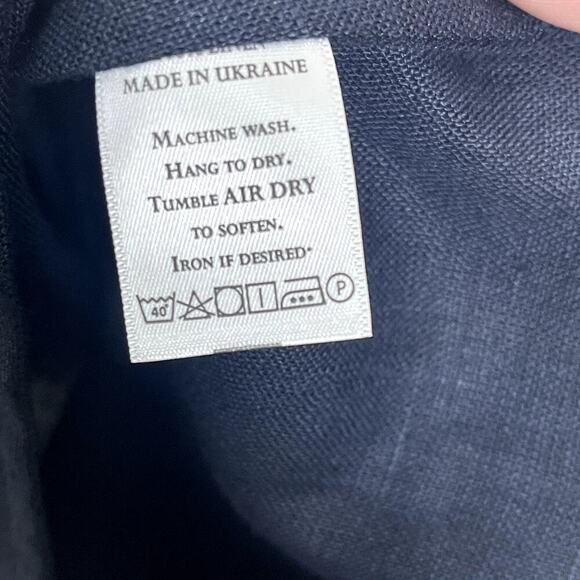 MADE IN UKRAINE
MACHINE WASH.
HANG TO DRY.
TUMBLE AIR DRY
TO SOFTEN.
IRON IF DESIRED.
40° P